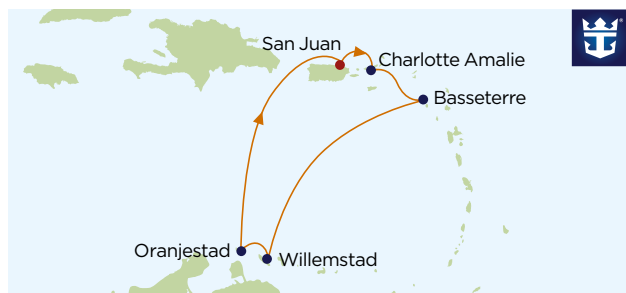 San Juan
Charlotte Amalie
Basseterre
Oranjestad
Willemstad